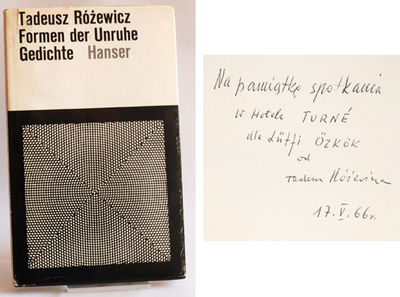 Tadeusz Różewicz
Formen der Unruhe
Gedichte Hanser
Na pamiątkę spotkania
w Hotelu TURNÉ
dla Lütfi ÖZKÖK
od
Tadeusz Różewicza
17. V. 66r.